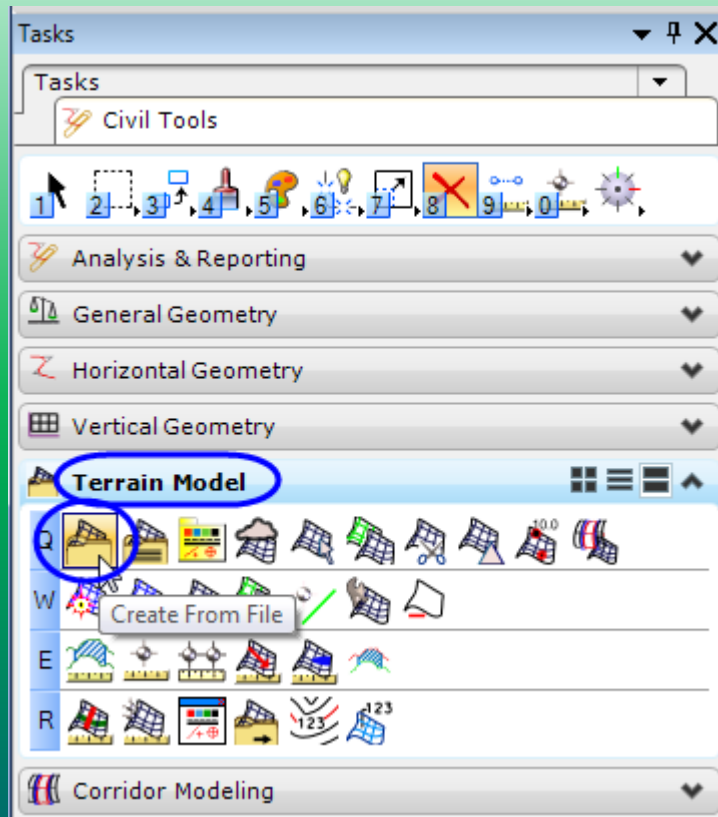 Tasks
Tasks
Civil Tools
1 2 3 4 5 6 7 8 9 0
Analysis & Reporting
General Geometry
Horizontal Geometry
Vertical Geometry
Terrain Model
Q 10.0
W
Create From File
E
R 123 123
Corridor Modeling